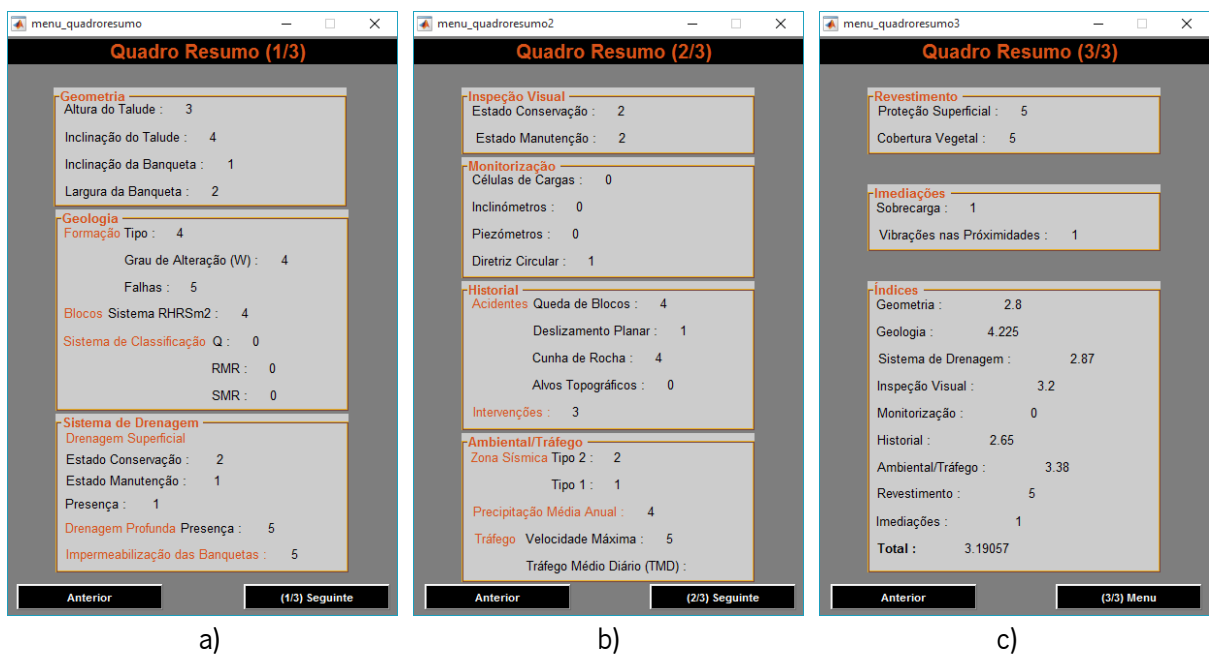 menu_quadroresumo
Quadro Resumo (1/3)
Geometria
Altura do Talude : 3
Inclinação do Talude : 4
Inclinação da Banqueta : 1
Largura da Banqueta : 2
Geologia
Formação Tipo : 4
Grau de Alteração (W) : 4
Falhas : 5
Blocos Sistema RHRSm2 : 4
Sistema de Classificação Q : 0
RMR : 0
SMR : 0
Sistema de Drenagem
Drenagem Superficial
Estado Conservação : 2
Estado Manutenção : 1
Presença : 1
Drenagem Profunda Presença : 5
Impermeabilização das Banquetas : 5
Anterior
(1/3) Seguinte
a)
menu_quadroresumo2
Quadro Resumo (2/3)
Inspeção Visual
Estado Conservação : 2
Estado Manutenção : 2
Monitorização
Células de Cargas : 0
Inclinómetros : 0
Piezómetros : 0
Diretriz Circular : 1
Historial
Acidentes Queda de Blocos : 4
Deslizamento Planar : 1
Cunha de Rocha : 4
Alvos Topográficos : 0
Intervenções : 3
Ambiental/Tráfego
Zona Sísmica Tipo 2 : 2
Tipo 1 : 1
Precipitação Média Anual : 4
Tráfego Velocidade Máxima : 5
Tráfego Médio Diário (TMD) :
Anterior
(2/3) Seguinte
b)
menu_quadroresumo3
Quadro Resumo (3/3)
Revestimento
Proteção Superficial : 5
Cobertura Vegetal : 5
Imediações
Sobrecarga : 1
Vibrações nas Próximidades : 1
Índices
Geometria : 2.8
Geologia : 4.225
Sistema de Drenagem : 2.87
Inspeção Visual : 3.2
Monitorização : 0
Historial : 2.65
Ambiental/Tráfego : 3.38
Revestimento : 5
Imediações : 1
Total : 3.19057
Anterior
(3/3) Menu
c)